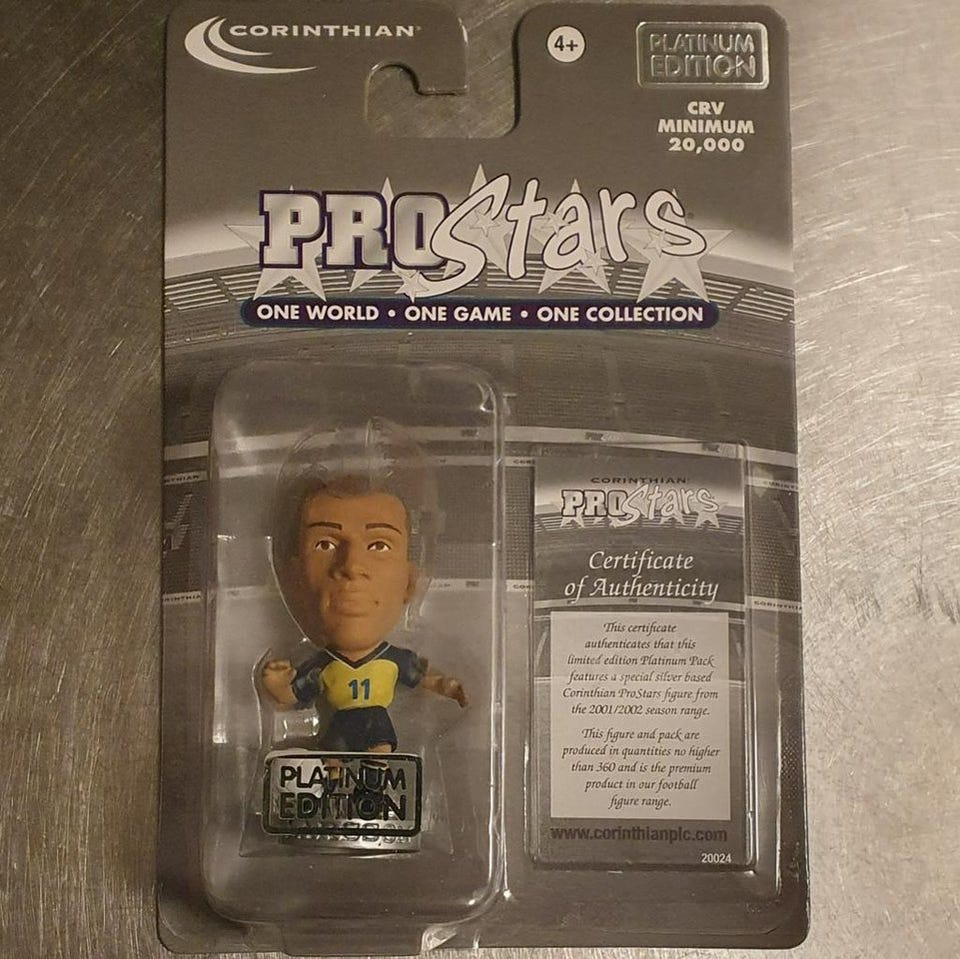 CORINTHIAN
4+
PLATINUM
EDITION
CRV
MINIMUM
20,000
PROStars
ONE WORLD • ONE GAME • ONE COLLECTION
11
PLATINUM
EDITION
CORINTHIAN
PROStars
Certificate
of Authenticity
This certificate
authenticates that this
limited edition Platinum Pack
features a special silver based
Corinthian ProStars figure from
the 2001/2002 season range.
This figure and pack are
produced in quantities no higher
than 360 and is the premium
product in our football
figure range.
www.corinthianplc.com
20024